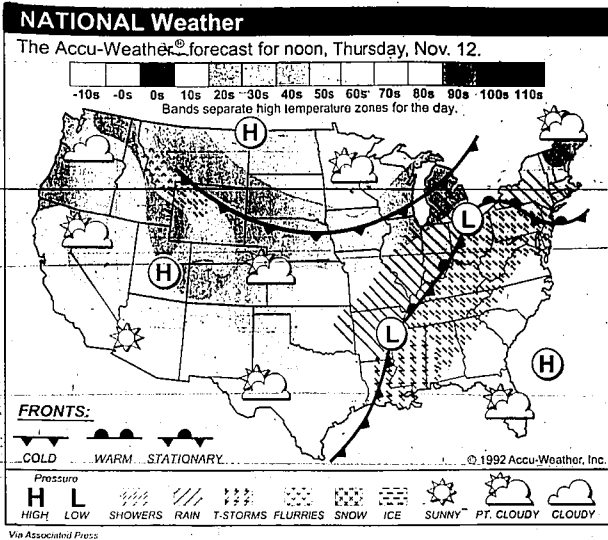 NATIONAL Weather
The Accu-Weather® forecast for noon, Thursday, Nov. 12.
-10s -0s 0s 10s 20s 30s 40s 50s 60s 70s 80s 90s 100s 110s
Bands separate high temperature zones for the day.
H
L
H
L
H
FRONTS:
COLD WARM STATIONARY
© 1992 Accu-Weather, Inc.
Pressure
H L
HIGH LOW SHOWERS RAIN T-STORMS FLURRIES SNOW ICE SUNNY PT. CLOUDY CLOUDY
Via Associated Press